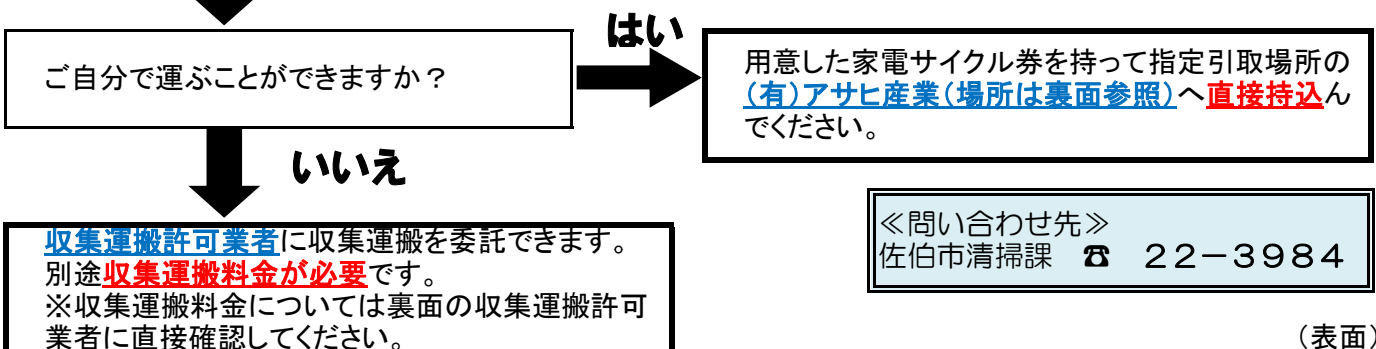 はい
ご自分で運ぶことができますか？
用意した家電サイクル券を持って指定引取場所の
(有)アサヒ産業(場所は裏面参照)へ直接持込ん
でください。
いいえ
≪問い合わせ先≫
佐伯市清掃課　☎　２２－３９８４
収集運搬許可業者に収集運搬を委託できます。
別途収集運搬料金が必要です。
※収集運搬料金については裏面の収集運搬許可
業者に直接確認してください。
（表面）